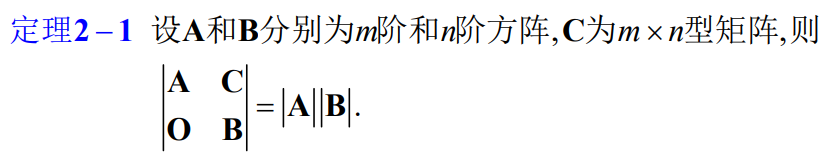 定理2-1 设A和B分别为m阶和n阶方阵,C为m×n型矩阵,则
|A C|
|O B| = |A||B|.